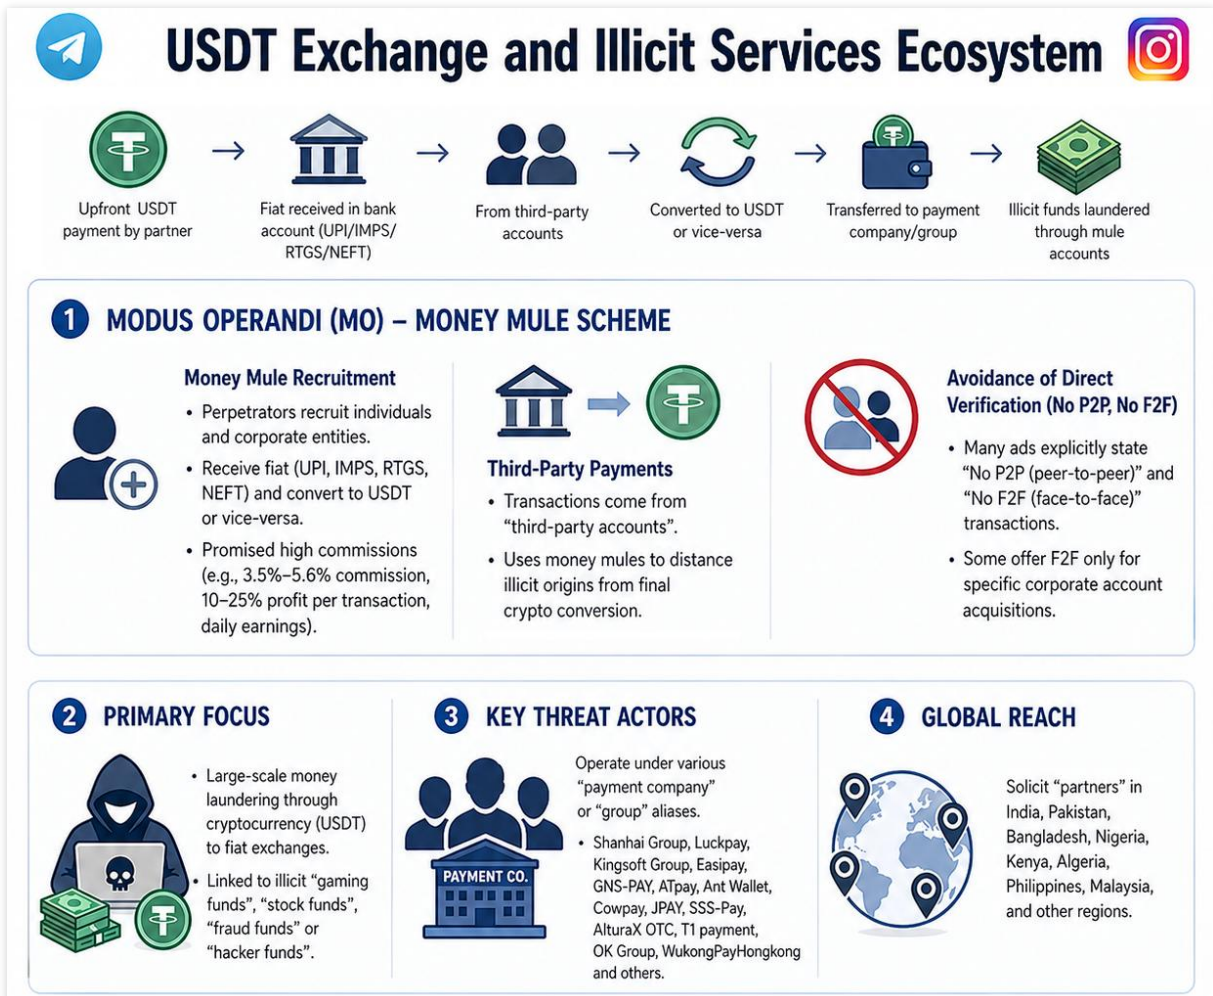 USDT Exchange and Illicit Services Ecosystem
Upfront USDT
payment by partner
Fiat received in bank
account (UPI/IMPS/
RTGS/NEFT)
From third-party
accounts
Converted to USDT
or vice-versa
Transferred to payment
company/group
Illicit funds laundered
through mule
accounts
1 MODUS OPERANDI (MO) – MONEY MULE SCHEME
Money Mule Recruitment
• Perpetrators recruit individuals
and corporate entities.
• Receive fiat (UPI, IMPS, RTGS,
NEFT) and convert to USDT
or vice-versa.
• Promised high commissions
(e.g., 3.5%–5.6% commission,
10–25% profit per transaction,
daily earnings).
Third-Party Payments
• Transactions come from
“third-party accounts”.
• Uses money mules to distance
illicit origins from final
crypto conversion.
Avoidance of Direct
Verification (No P2P, No F2F)
• Many ads explicitly state
“No P2P (peer-to-peer)” and
“No F2F (face-to-face)”
transactions.
• Some offer F2F only for
specific corporate account
acquisitions.
2 PRIMARY FOCUS
• Large-scale money
laundering through
cryptocurrency (USDT)
to fiat exchanges.
• Linked to illicit “gaming
funds”, “stock funds”,
“fraud funds” or
“hacker funds”.
3 KEY THREAT ACTORS
PAYMENT CO.
Operate under various
“payment company”
or “group” aliases.
• Shanhai Group, Luckpay,
Kingsoft Group, Easipay,
GNS-PAY, ATpay, Ant Wallet,
Cowpay, JPAY, SSS-Pay,
AlturaX OTC, T1 payment,
OK Group, WukongPayHongkong
and others.
4 GLOBAL REACH
Solicit “partners” in
India, Pakistan,
Bangladesh, Nigeria,
Kenya, Algeria,
Philippines, Malaysia,
and other regions.